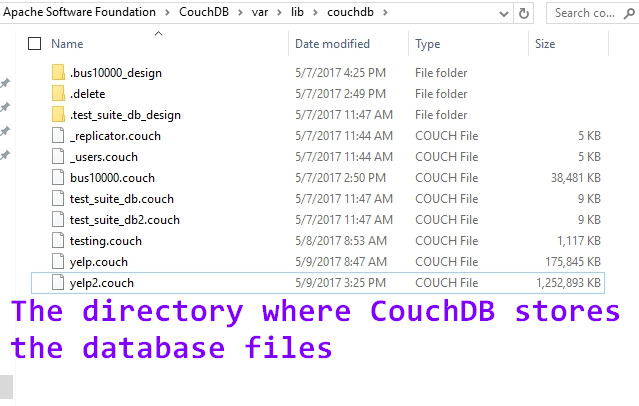 Apache Software Foundation > CouchDB > var > lib > couchdb > Search co...
Name Date modified Type Size
.bus10000_design 5/7/2017 4:25 PM File folder
.delete 5/7/2017 2:49 PM File folder
.test_suite_db_design 5/7/2017 11:47 AM File folder
_replicator.couch 5/7/2017 11:44 AM COUCH File 5 KB
_users.couch 5/7/2017 11:44 AM COUCH File 5 KB
bus10000.couch 5/7/2017 2:50 PM COUCH File 38,481 KB
test_suite_db.couch 5/7/2017 11:47 AM COUCH File 9 KB
test_suite_db2.couch 5/7/2017 11:47 AM COUCH File 9 KB
testing.couch 5/8/2017 8:53 AM COUCH File 1,117 KB
yelp.couch 5/9/2017 8:47 AM COUCH File 175,845 KB
yelp2.couch 5/9/2017 3:25 PM COUCH File 1,252,893 KB
The directory where CouchDB stores
the database files